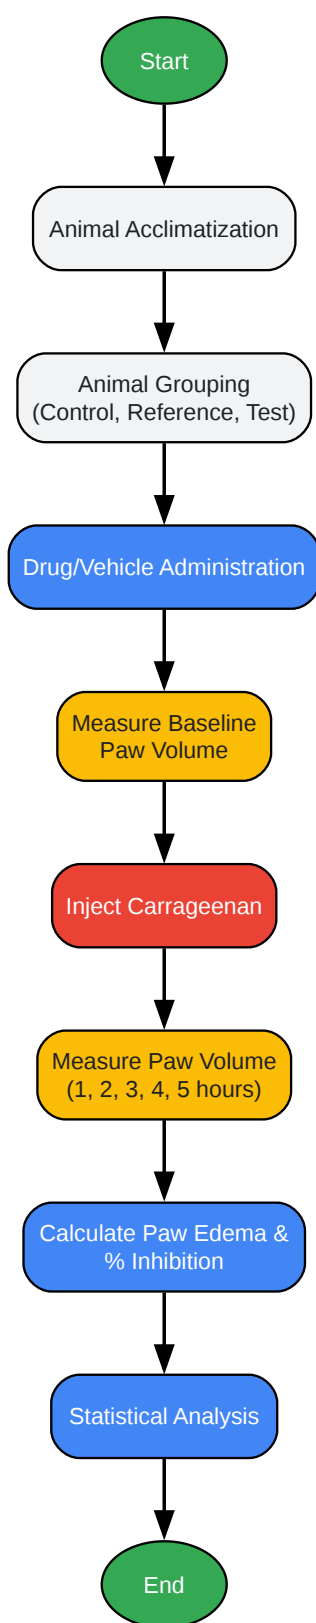 Start
Animal Acclimatization
Animal Grouping
(Control, Reference, Test)
Drug/Vehicle Administration
Measure Baseline
Paw Volume
Inject Carrageenan
Measure Paw Volume
(1, 2, 3, 4, 5 hours)
Calculate Paw Edema &
% Inhibition
Statistical Analysis
End